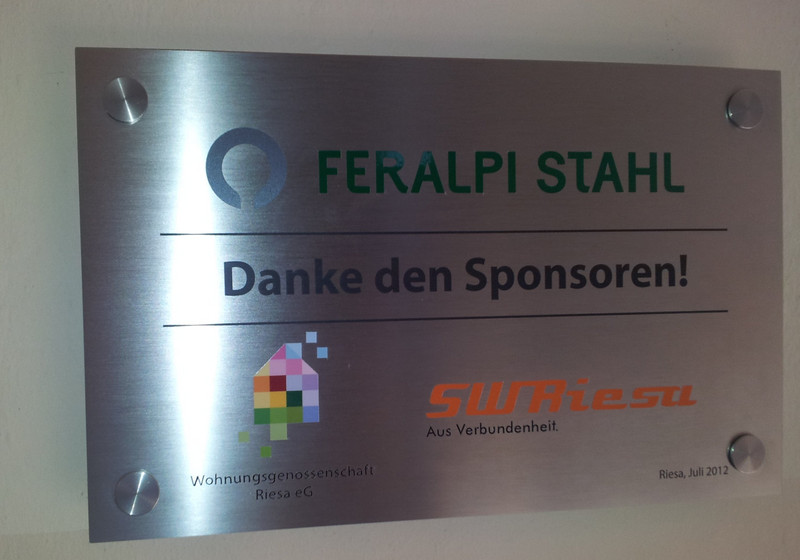 FERALPI STAHL
Danke den Sponsoren!
Wohnungsgenossenschaft
Riesa eG
SWRiesa
Aus Verbundenheit.
Riesa, Juli 2012